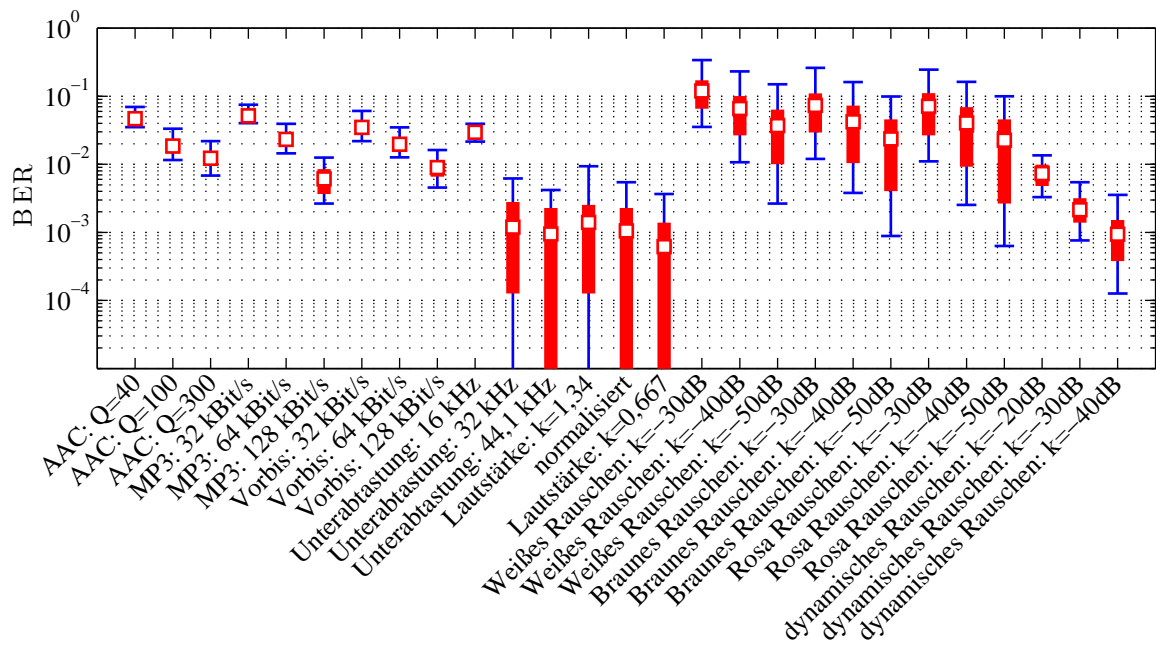 BER
10⁰
10⁻¹
10⁻²
10⁻³
10⁻⁴
AAC: Q=40
AAC: Q=100
AAC: Q=300
MP3: 32 kBit/s
MP3: 64 kBit/s
MP3: 128 kBit/s
Vorbis: 32 kBit/s
Vorbis: 64 kBit/s
Vorbis: 128 kBit/s
Unterabtastung: 16 kHz
Unterabtastung: 32 kHz
Unterabtastung: 44,1 kHz
Lautstärke: k=1,34
normalisiert
Lautstärke: k=0,667
Weißes Rauschen: k=−30dB
Weißes Rauschen: k=−40dB
Weißes Rauschen: k=−50dB
Braunes Rauschen: k=−30dB
Braunes Rauschen: k=−40dB
Braunes Rauschen: k=−50dB
Rosa Rauschen: k=−30dB
Rosa Rauschen: k=−40dB
Rosa Rauschen: k=−50dB
dynamisches Rauschen: k=−20dB
dynamisches Rauschen: k=−30dB
dynamisches Rauschen: k=−40dB